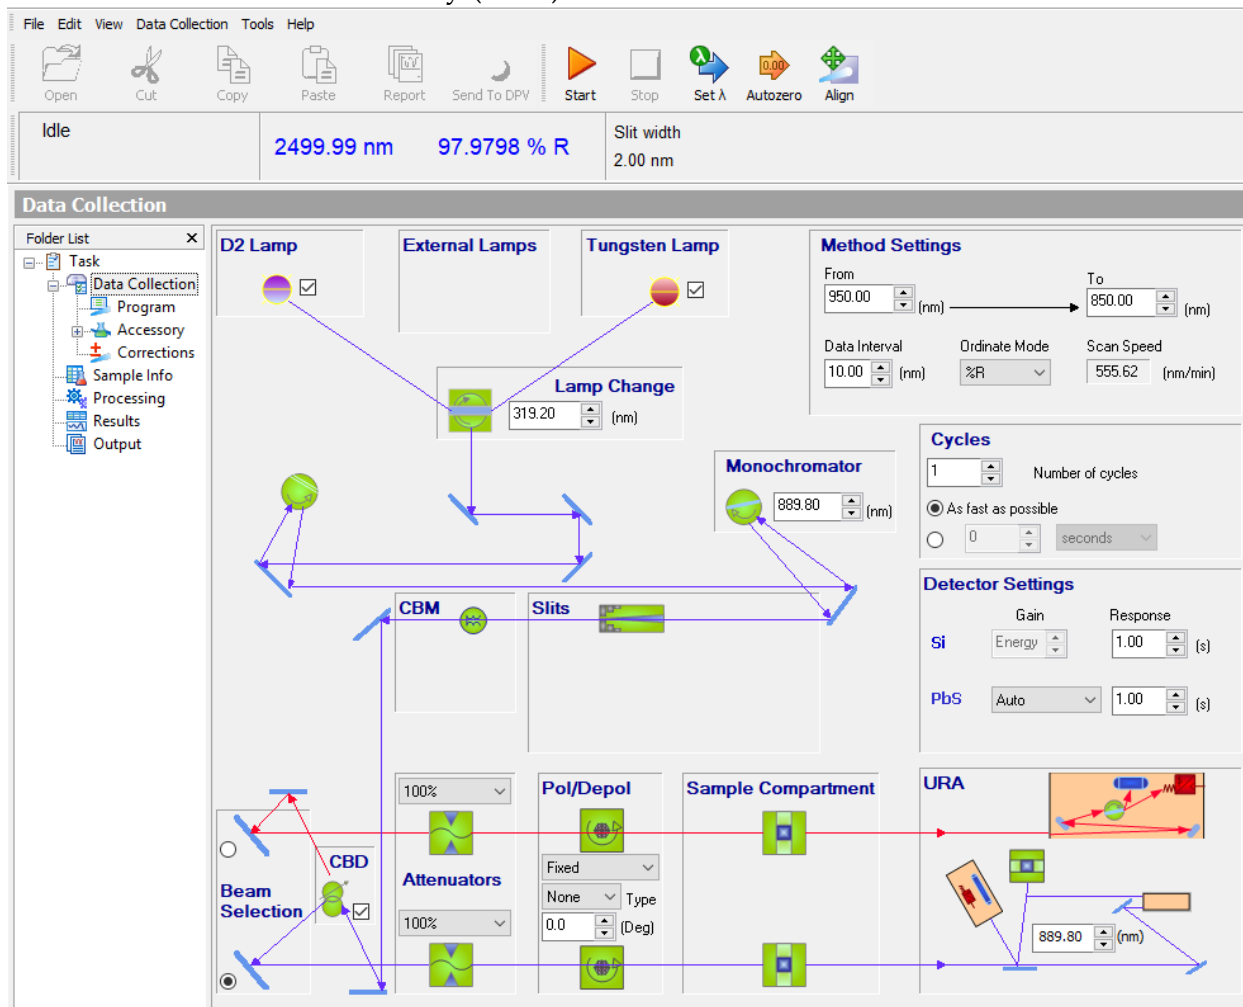 File Edit View Data Collection Tools Help
Open Cut Copy Paste Report Send To DPV Start Stop Set λ Autozero Align
Idle
2499.99 nm 97.9798 % R
Slit width
2.00 nm
Data Collection
Folder List X
Task
Data Collection
Program
Accessory
Corrections
Sample Info
Processing
Results
Output
D2 Lamp
External Lamps
Tungsten Lamp
Lamp Change
319.20 (nm)
Monochromator
889.80 (nm)
Method Settings
From
950.00 (nm)
To
850.00 (nm)
Data Interval Ordinate Mode Scan Speed
10.00 (nm) %R 555.62 (nm/min)
Cycles
1 Number of cycles
As fast as possible
0 seconds
Detector Settings
Gain Response
Si Energy 1.00 (s)
PbS Auto 1.00 (s)
CBM
Slits
Beam
Selection
CBD
100%
Attenuators
100%
Pol/Depol
Fixed
None Type
0.0 (Deg)
Sample Compartment
URA
889.80 (nm)